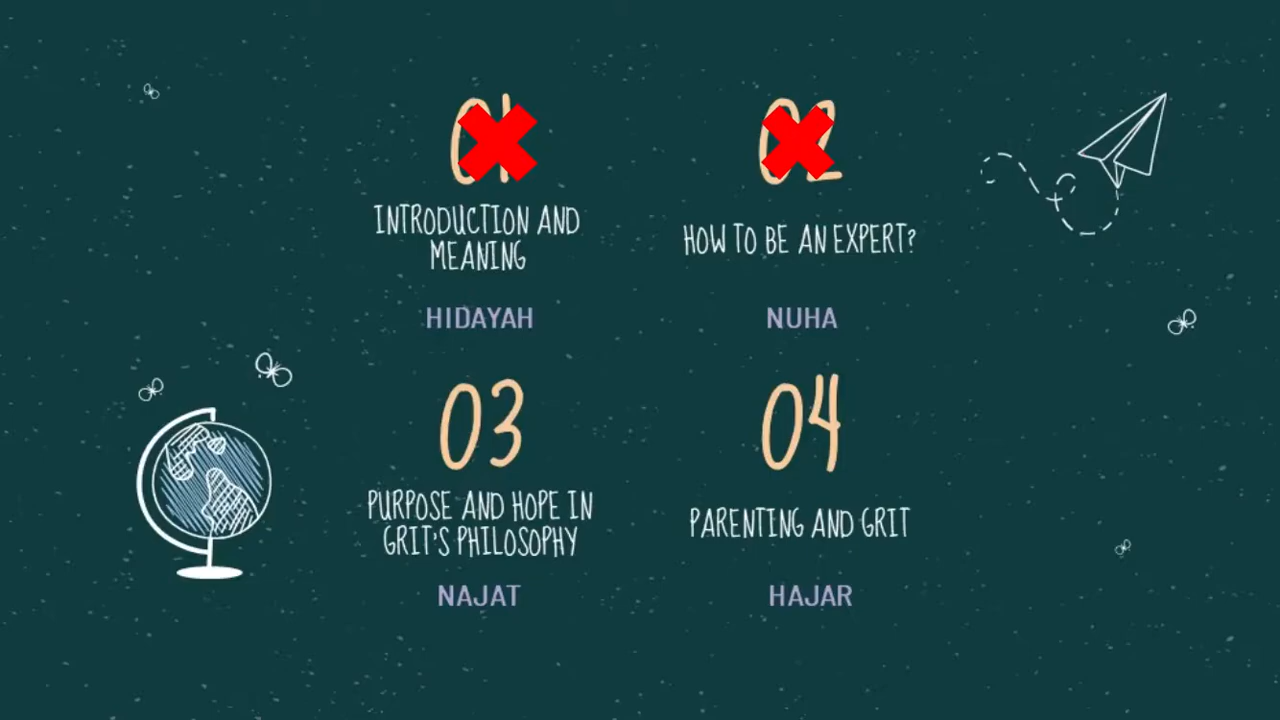 01
INTRODUCTION AND
MEANING
HIDAYAH
02
HOW TO BE AN EXPERT?
NUHA
03
PURPOSE AND HOPE IN
GRIT'S PHILOSOPHY
NAJAT
04
PARENTING AND GRIT
HAJAR